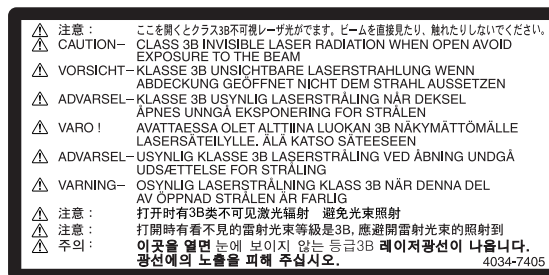 注意： ここを開くとクラス3B不可視レーザ光がでます。ビームを直接見たり、触れたりしないでください。
CAUTION– CLASS 3B INVISIBLE LASER RADIATION WHEN OPEN AVOID
EXPOSURE TO THE BEAM
VORSICHT– KLASSE 3B UNSICHTBARE LASERSTRAHLUNG WENN
ABDECKUNG GEÖFFNET NICHT DEM STRAHL AUSSETZEN
ADVARSEL– KLASSE 3B USYNLIG LASERSTRÅLING NÅR DEKSEL
ÅPNES UNNGÅ EKSPONERING FOR STRÅLEN
VARO ! AVATTAESSA OLET ALTTIINA LUOKAN 3B NÄKYMÄTTÖMÄLLE
LASERSÄTEILYLLE. ÄLÄ KATSO SÄTEESEEN
ADVARSEL– USYNLIG KLASSE 3B LASERSTRÅLING VED ÅBNING UNDGÅ
UDSÆTTELSE FOR STRÅLING
VARNING– OSYNLIG LASERSTRÅLNING KLASS 3B NÄR DENNA DEL
AV ÖPPNAD STRÅLEN ÄR FARLIG
注意： 打开时有3B类不可见激光辐射 避免光束照射
注意： 打開時有看不見的雷射光束等級是3B, 應避開雷射光束的照射到
주의： 이곳을 열면 눈에 보이지 않는 등급3B 레이저광선이 나옵니다.
광선에의 노출을 피해 주십시오. 4034-7405